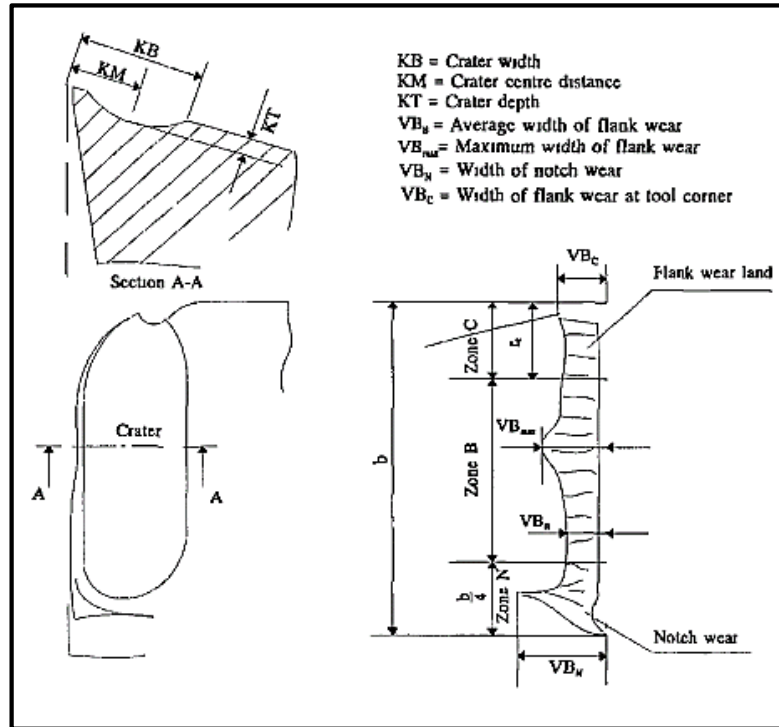 KB
KM
KT
KB = Crater width
KM = Crater centre distance
KT = Crater depth
VB_B = Average width of flank wear
VB_max = Maximum width of flank wear
VB_N = Width of notch wear
VB_C = Width of flank wear at tool corner
Section A-A
VB_C
Flank wear land
Zone C
r
Crater
A
A
b
VB_max
Zone B
VB_B
b/4
Zone N
Notch wear
VB_N